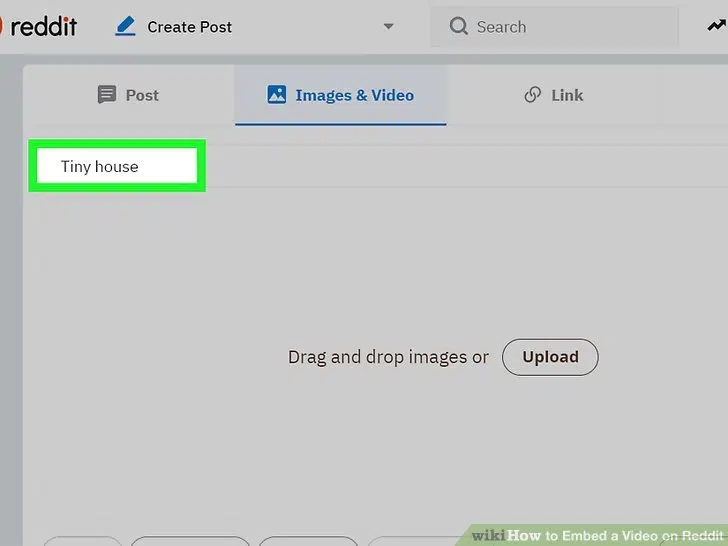 reddit
Create Post
Search
Post
Images & Video
Link
Tiny house
Drag and drop images or
Upload
wikiHow to Embed a Video on Reddit